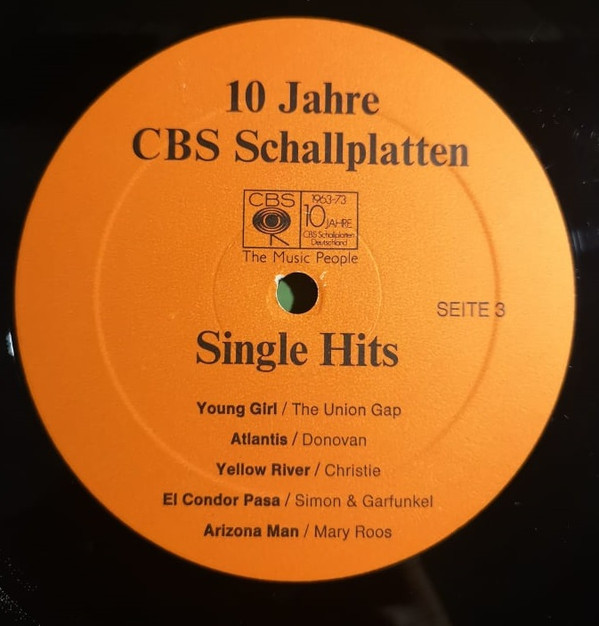 10 Jahre
CBS Schallplatten
CBS
1963-73
10 JAHRE
CBS Schallplatten
Deutschland
The Music People
SEITE 3
Single Hits
Young Girl / The Union Gap
Atlantis / Donovan
Yellow River / Christie
El Condor Pasa / Simon & Garfunkel
Arizona Man / Mary Roos